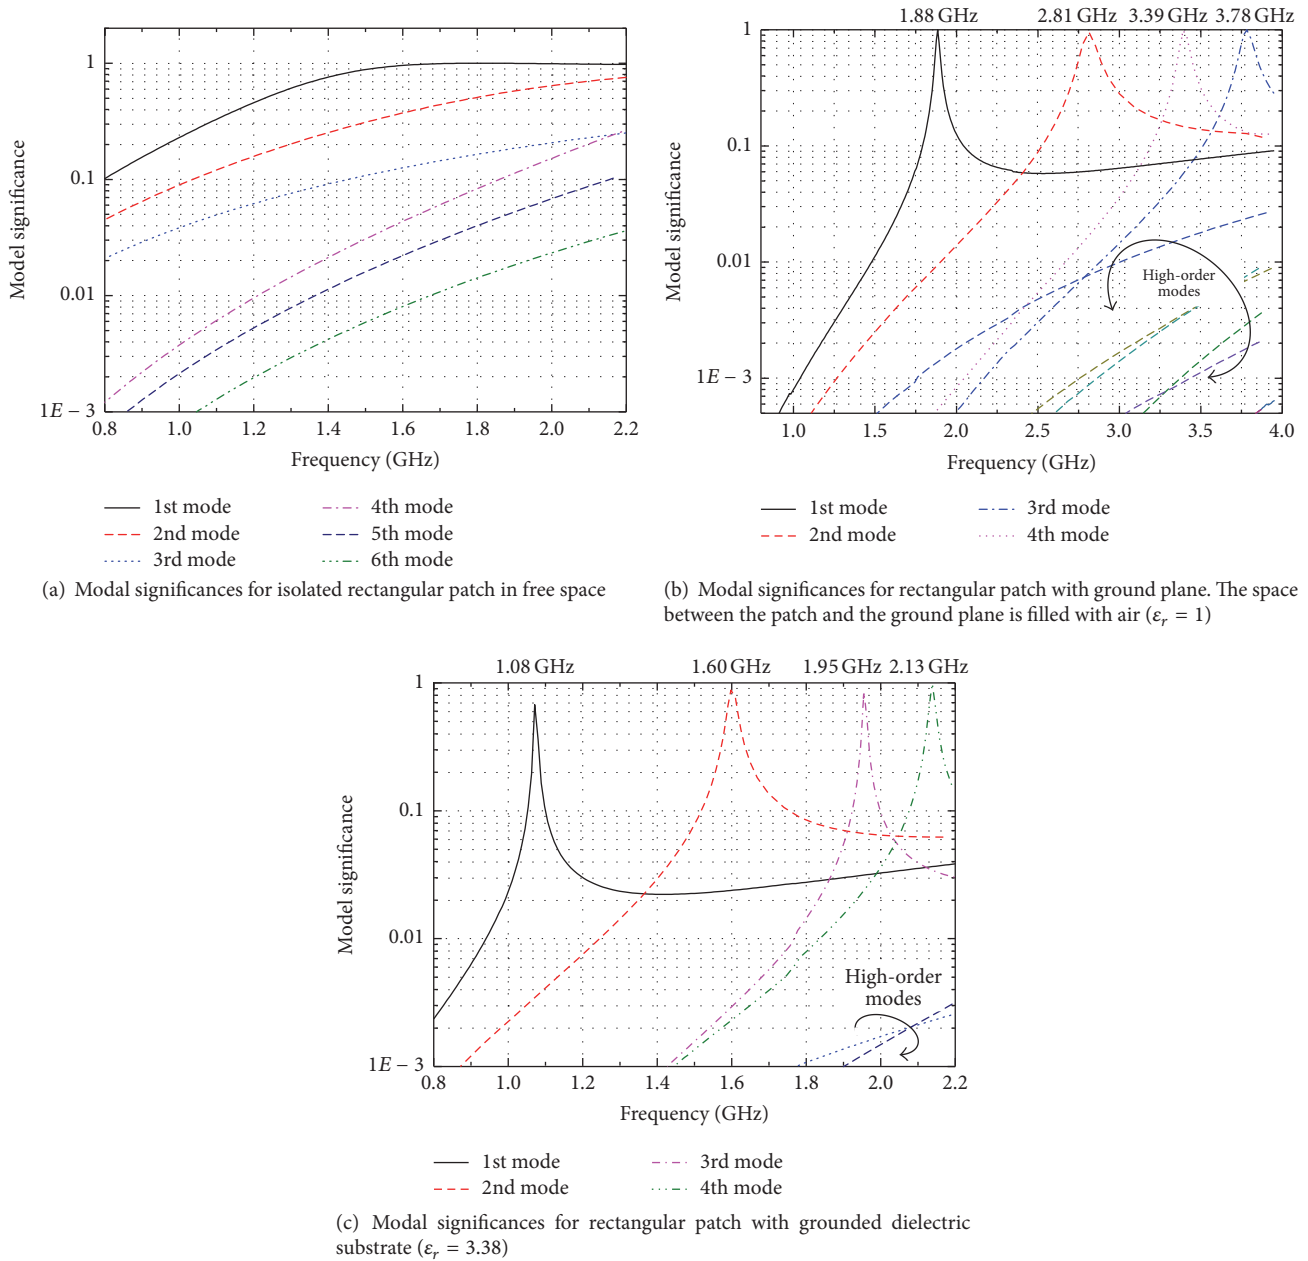 1
0.1
0.01
1E − 3
Model significance
0.8 1.0 1.2 1.4 1.6 1.8 2.0 2.2
Frequency (GHz)
1st mode
2nd mode
3rd mode
4th mode
5th mode
6th mode
(a) Modal significances for isolated rectangular patch in free space
1.88 GHz 2.81 GHz 3.39 GHz 3.78 GHz
1
0.1
0.01
1E − 3
Model significance
High-order
modes
1.0 1.5 2.0 2.5 3.0 3.5 4.0
Frequency (GHz)
1st mode
2nd mode
3rd mode
4th mode
(b) Modal significances for rectangular patch with ground plane. The space
between the patch and the ground plane is filled with air (εr = 1)
1.08 GHz 1.60 GHz 1.95 GHz 2.13 GHz
1
0.1
0.01
1E − 3
Model significance
High-order
modes
0.8 1.0 1.2 1.4 1.6 1.8 2.0 2.2
Frequency (GHz)
1st mode
2nd mode
3rd mode
4th mode
(c) Modal significances for rectangular patch with grounded dielectric
substrate (εr = 3.38)